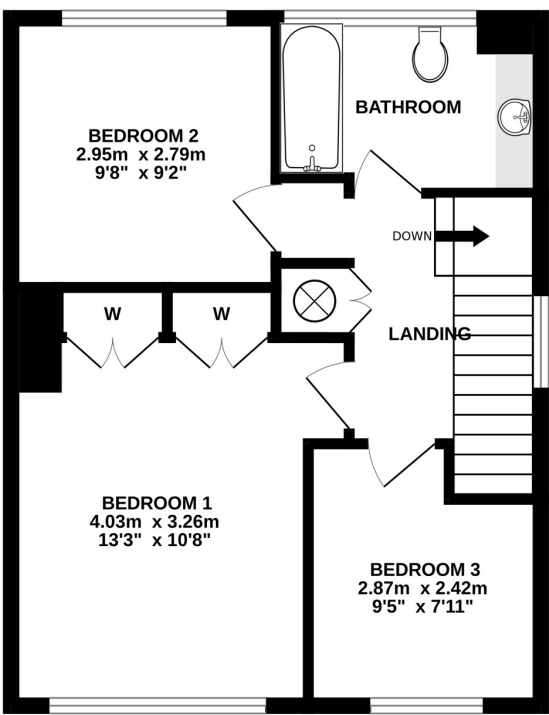 BATHROOM
BEDROOM 2
2.95m x 2.79m
9'8" x 9'2"
DOWN
W
W
LANDING
BEDROOM 1
4.03m x 3.26m
13'3" x 10'8"
BEDROOM 3
2.87m x 2.42m
9'5" x 7'11"